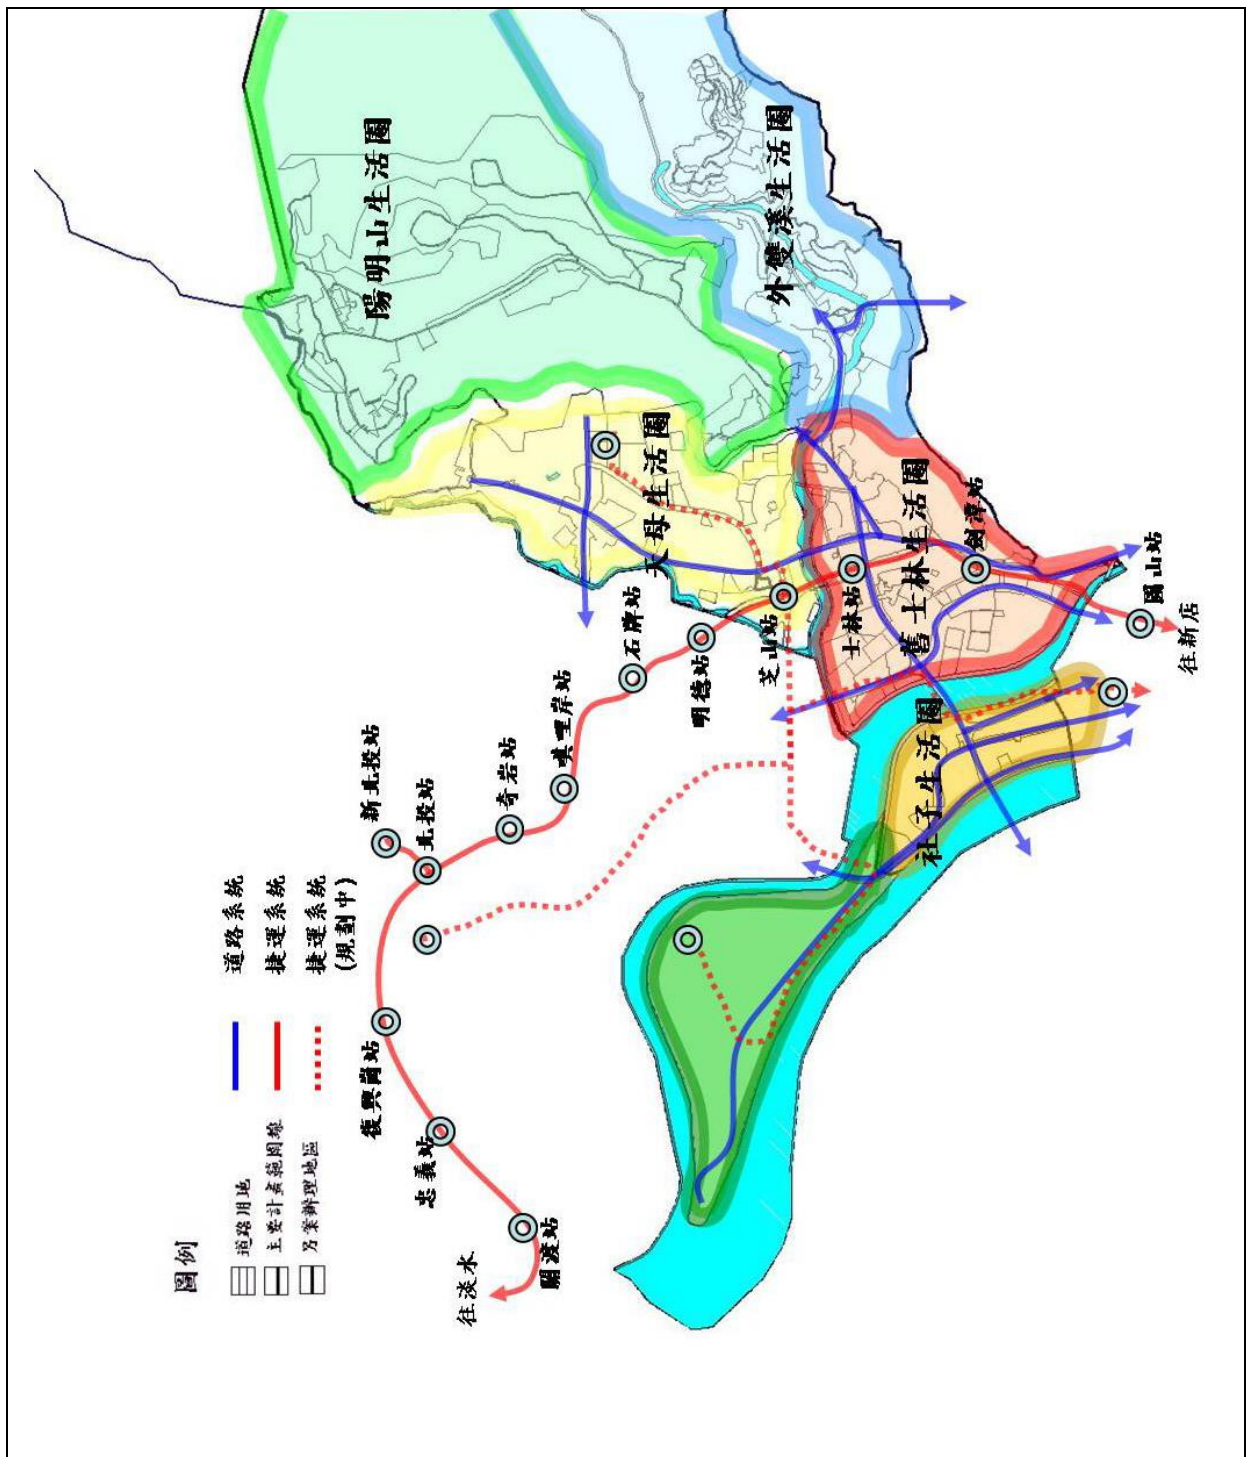 圖例
道路用地
主要計畫範圍線
另案辦理地區
道路系統
捷運系統
捷運系統
(規劃中)
陽明山生活圈
外雙溪生活圈
天母生活圈
舊士林生活圈
社子生活圈
往淡水
關渡站
忠義站
復興崗站
新北投站
北投站
奇岩站
唭哩岸站
石牌站
明德站
芝山站
士林站
劍潭站
圓山站
往新店